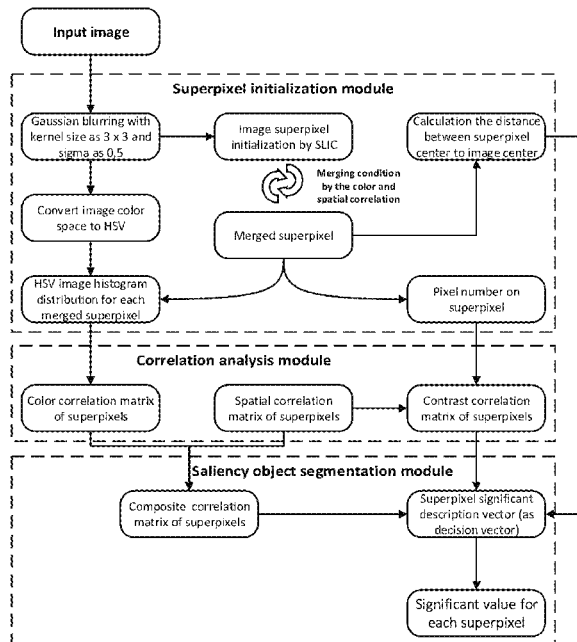 Input image
Superpixel initialization module
Gaussian blurring with
kernel size as 3 x 3 and
sigma as 0,5
Image superpixel
initialization by SLIC
Calculation the distance
between superpixel
center to image center
Merging condition
by the color and
spatial correlation
Convert image color
space to HSV
Merged superpixel
HSV image histogram
distribution for each
merged superpixel
Pixel number on
superpixel
Correlation analysis module
Color correlation matrix
of superpixels
Spatial correlation
matrix of superpixels
Contrast correlation
matrix of superpixels
Saliency object segmentation module
Composite correlation
matrix of superpixels
Superpixel significant
description vector (as
decision vector)
Significant value for
each superpixel